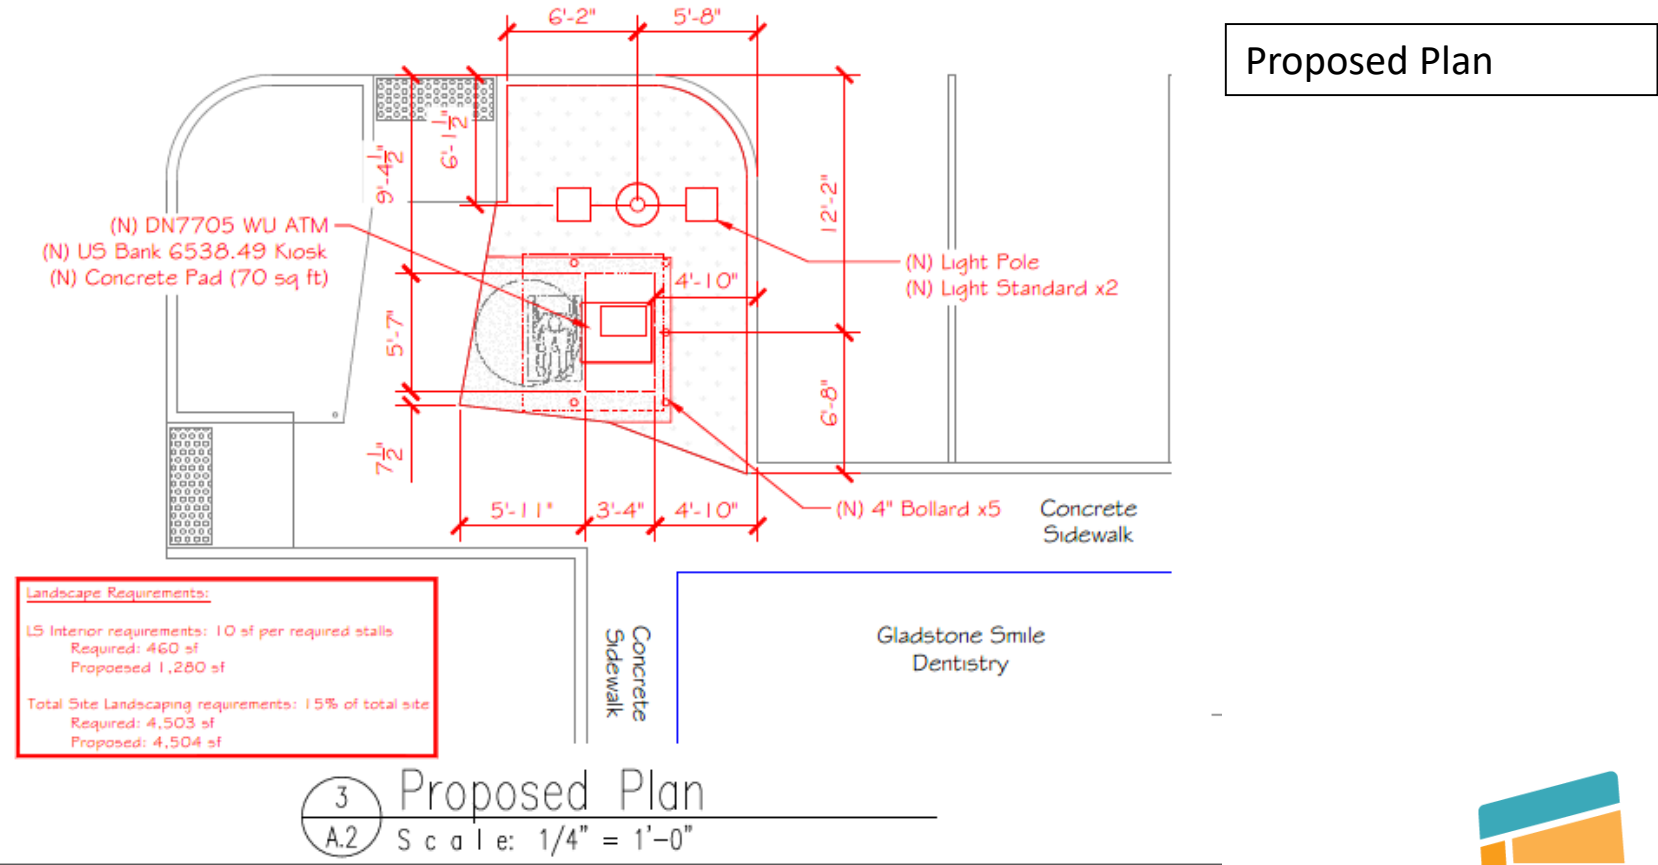 Proposed Plan
6'-2"
5'-8"
9'-4 1/2"
6'-1 1/2"
12'-2"
(N) DN7705 WU ATM
(N) US Bank 6538.49 Kiosk
(N) Concrete Pad (70 sq ft)
(N) Light Pole
(N) Light Standard x2
4'-10"
5'-7"
6'-8"
7 1/2"
5'-11"
3'-4"
4'-10"
(N) 4" Bollard x5
Concrete
Sidewalk
Landscape Requirements:
LS Interior requirements: 10 sf per required stalls
Required: 460 sf
Propoesed 1,280 sf
Total Site Landscaping requirements: 15% of total site
Required: 4,503 sf
Proposed: 4,504 sf
Concrete
Sidewalk
Gladstone Smile
Dentistry
3
A.2
Proposed Plan
Scale: 1/4" = 1'-0"